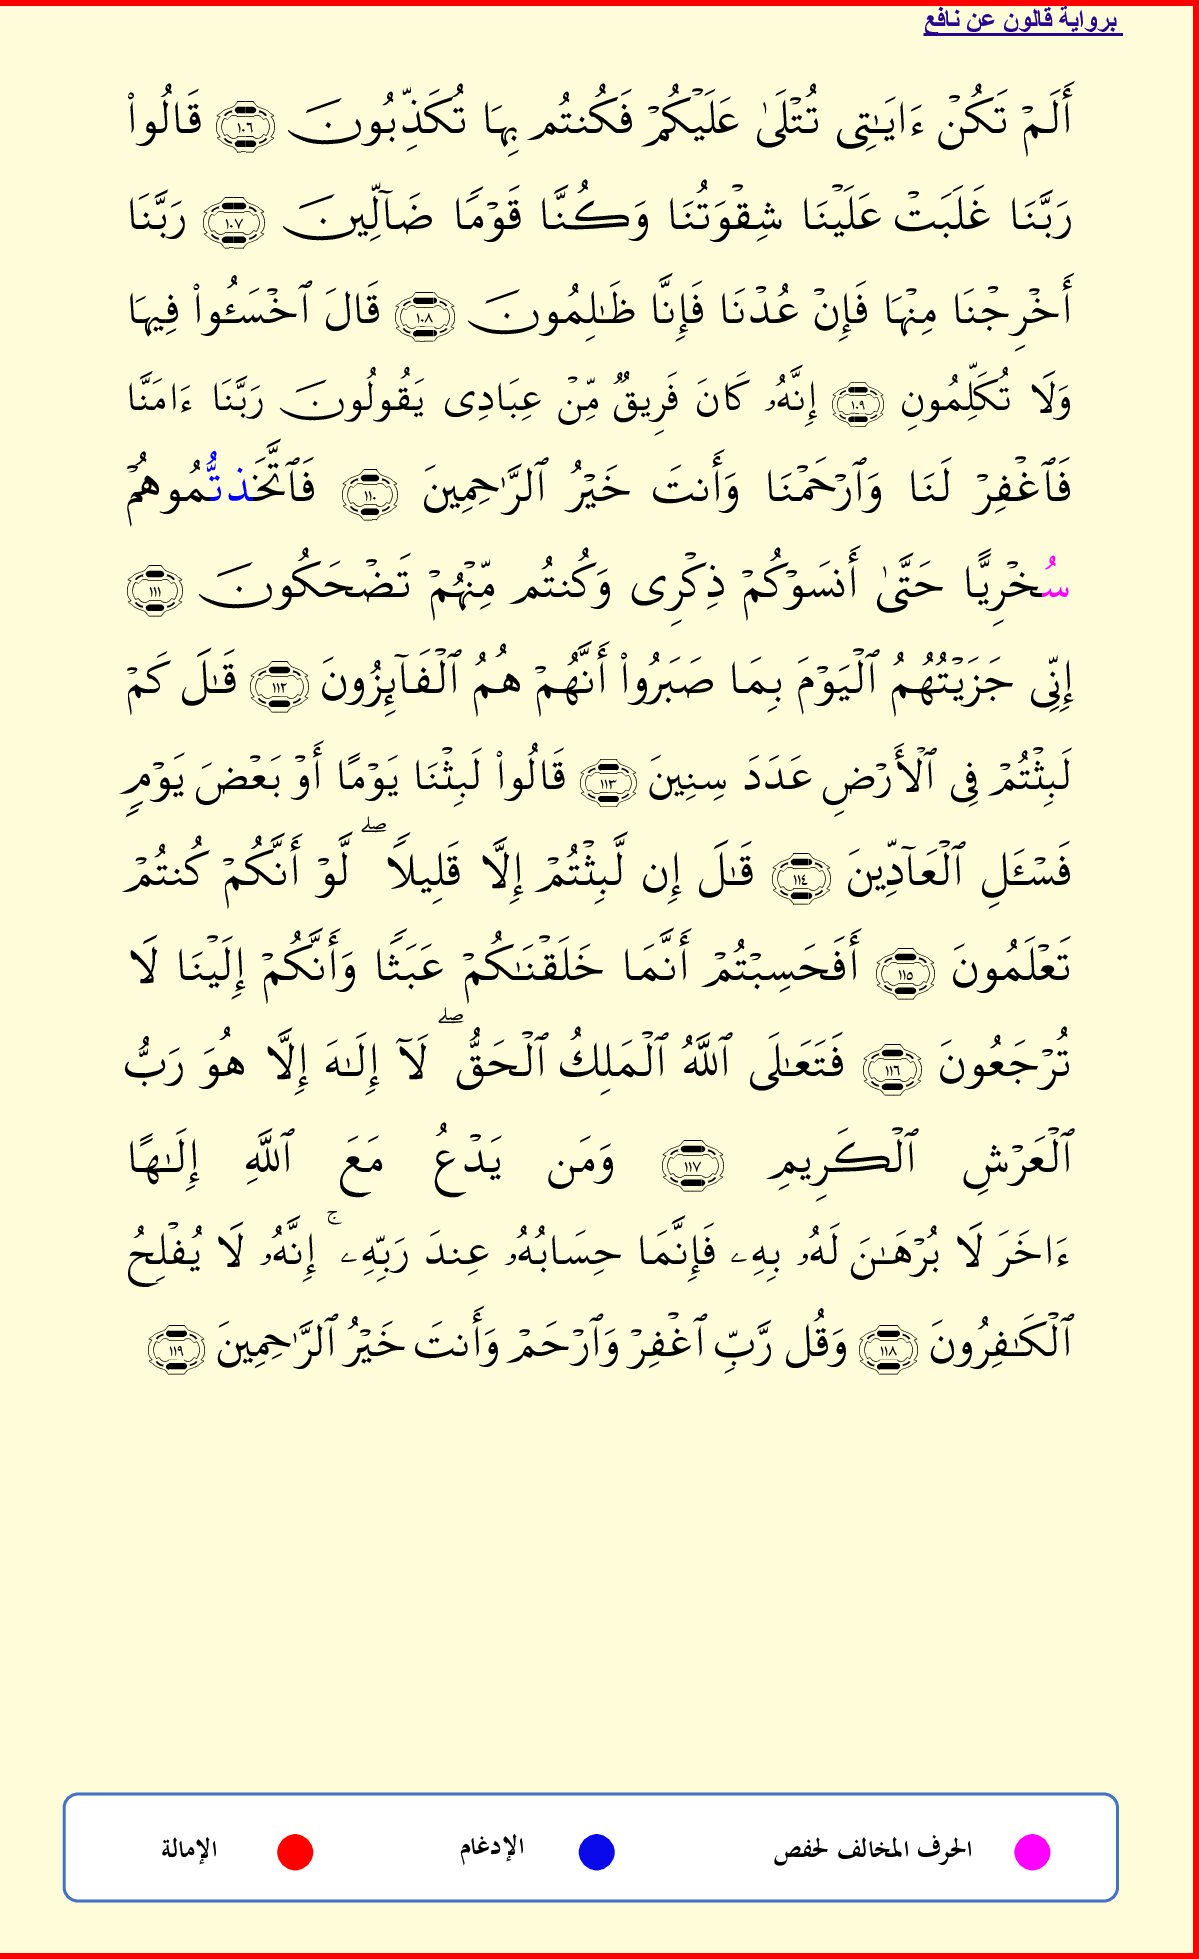 برواية قالون عن نافع
أَلَمْ تَكُنْ ءَايَـٰتِى تُتْلَىٰ عَلَيْكُمْ فَكُنتُم بِهَا تُكَذِّبُونَ ١٠٦ قَالُوا۟
رَبَّنَا غَلَبَتْ عَلَيْنَا شِقْوَتُنَا وَكُنَّا قَوْمًا ضَآلِّينَ ١٠٧ رَبَّنَا
أَخْرِجْنَا مِنْهَا فَإِنْ عُدْنَا فَإِنَّا ظَـٰلِمُونَ ١٠٨ قَالَ ٱخْسَـُٔوا۟ فِيهَا
وَلَا تُكَلِّمُونِ ١٠٩ إِنَّهُۥ كَانَ فَرِيقٌ مِّنْ عِبَادِى يَقُولُونَ رَبَّنَا ءَامَنَّا
فَٱغْفِرْ لَنَا وَٱرْحَمْنَا وَأَنتَ خَيْرُ ٱلرَّٰحِمِينَ ١١٠ فَٱتَّخَذتُّمُوهُمْ
سُخْرِيًّا حَتَّىٰ أَنسَوْكُمْ ذِكْرِى وَكُنتُم مِّنْهُمْ تَضْحَكُونَ ١١١
إِنِّى جَزَيْتُهُمُ ٱلْيَوْمَ بِمَا صَبَرُوا۟ أَنَّهُمْ هُمُ ٱلْفَآئِزُونَ ١١٢ قَـٰلَ كَمْ
لَبِثْتُمْ فِى ٱلْأَرْضِ عَدَدَ سِنِينَ ١١٣ قَالُوا۟ لَبِثْنَا يَوْمًا أَوْ بَعْضَ يَوْمٍ
فَسْـَٔلِ ٱلْعَآدِّينَ ١١٤ قَـٰلَ إِن لَّبِثْتُمْ إِلَّا قَلِيلًا ۖ لَّوْ أَنَّكُمْ كُنتُمْ
تَعْلَمُونَ ١١٥ أَفَحَسِبْتُمْ أَنَّمَا خَلَقْنَـٰكُمْ عَبَثًا وَأَنَّكُمْ إِلَيْنَا لَا
تُرْجَعُونَ ١١٦ فَتَعَـٰلَى ٱللَّهُ ٱلْمَلِكُ ٱلْحَقُّ ۖ لَآ إِلَـٰهَ إِلَّا هُوَ رَبُّ
ٱلْعَرْشِ ٱلْكَرِيمِ ١١٧ وَمَن يَدْعُ مَعَ ٱللَّهِ إِلَـٰهًا
ءَاخَرَ لَا بُرْهَـٰنَ لَهُۥ بِهِۦ فَإِنَّمَا حِسَابُهُۥ عِندَ رَبِّهِۦٓ ۚ إِنَّهُۥ لَا يُفْلِحُ
ٱلْكَـٰفِرُونَ ١١٨ وَقُل رَّبِّ ٱغْفِرْ وَٱرْحَمْ وَأَنتَ خَيْرُ ٱلرَّٰحِمِينَ ١١٩
الحرف المخالف لحفص الإدغام الإمالة